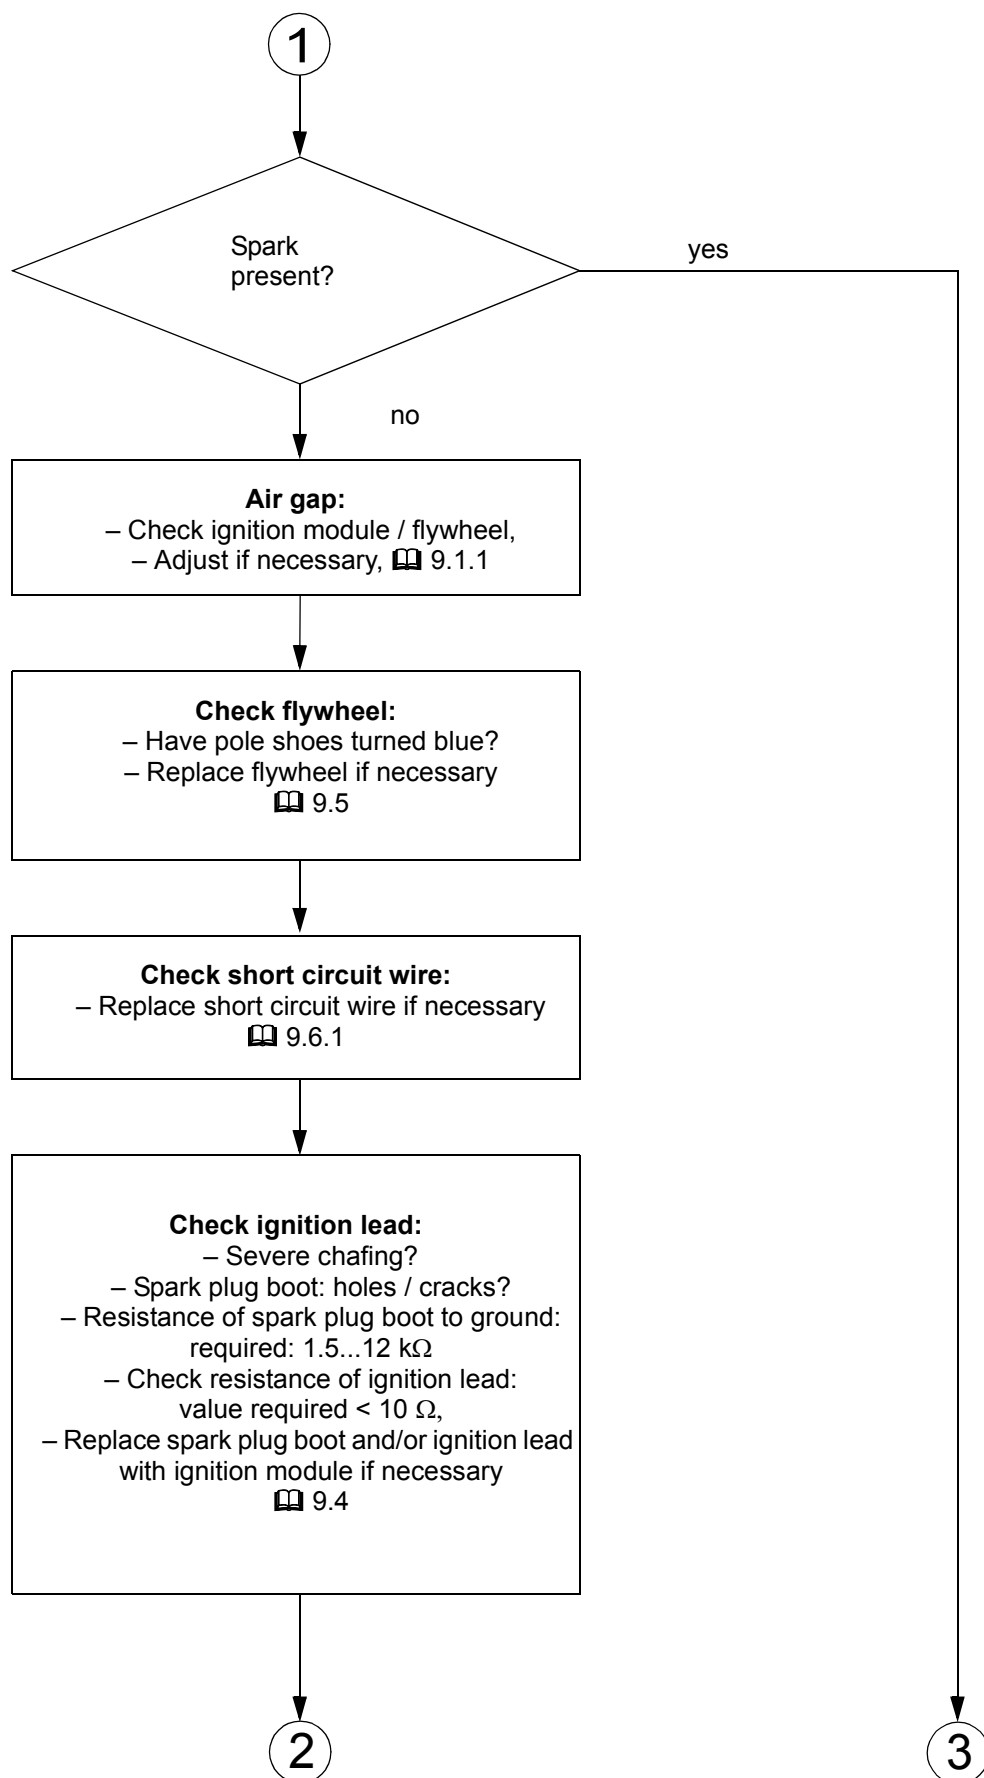 1
Spark
present?
yes
no
Air gap:
– Check ignition module / flywheel,
– Adjust if necessary, 🕮 9.1.1
Check flywheel:
– Have pole shoes turned blue?
– Replace flywheel if necessary
🕮 9.5
Check short circuit wire:
– Replace short circuit wire if necessary
🕮 9.6.1
Check ignition lead:
– Severe chafing?
– Spark plug boot: holes / cracks?
– Resistance of spark plug boot to ground:
required: 1.5...12 kΩ
– Check resistance of ignition lead:
value required < 10 Ω,
– Replace spark plug boot and/or ignition lead
with ignition module if necessary
🕮 9.4
2
3